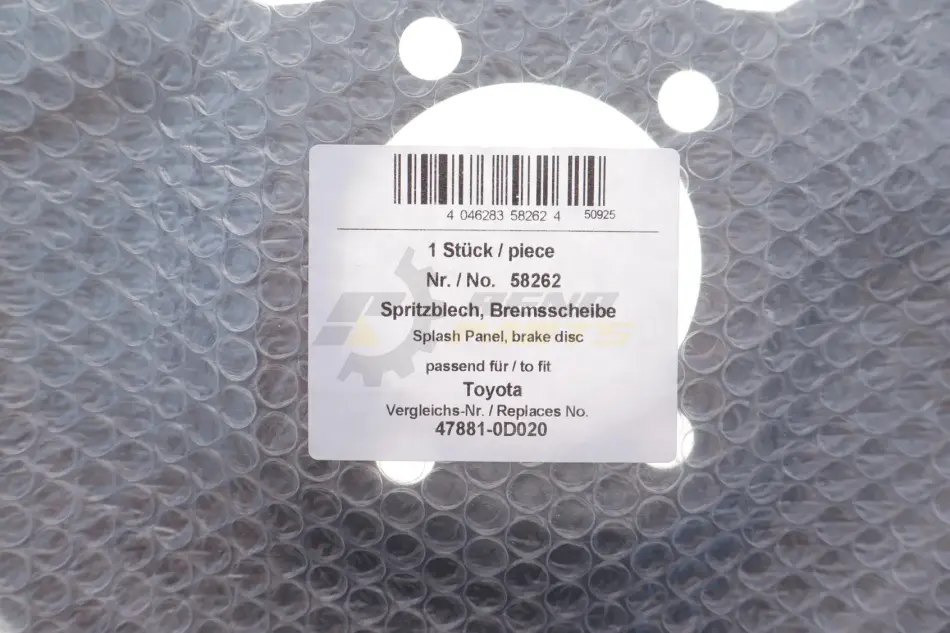 4 046283 58262 4 50925
1 Stück / piece
Nr. / No. 58262
Spritzblech, Bremsscheibe
Splash Panel, brake disc
passend für / to fit
Toyota
Vergleichs-Nr. / Replaces No.
47881-0D020